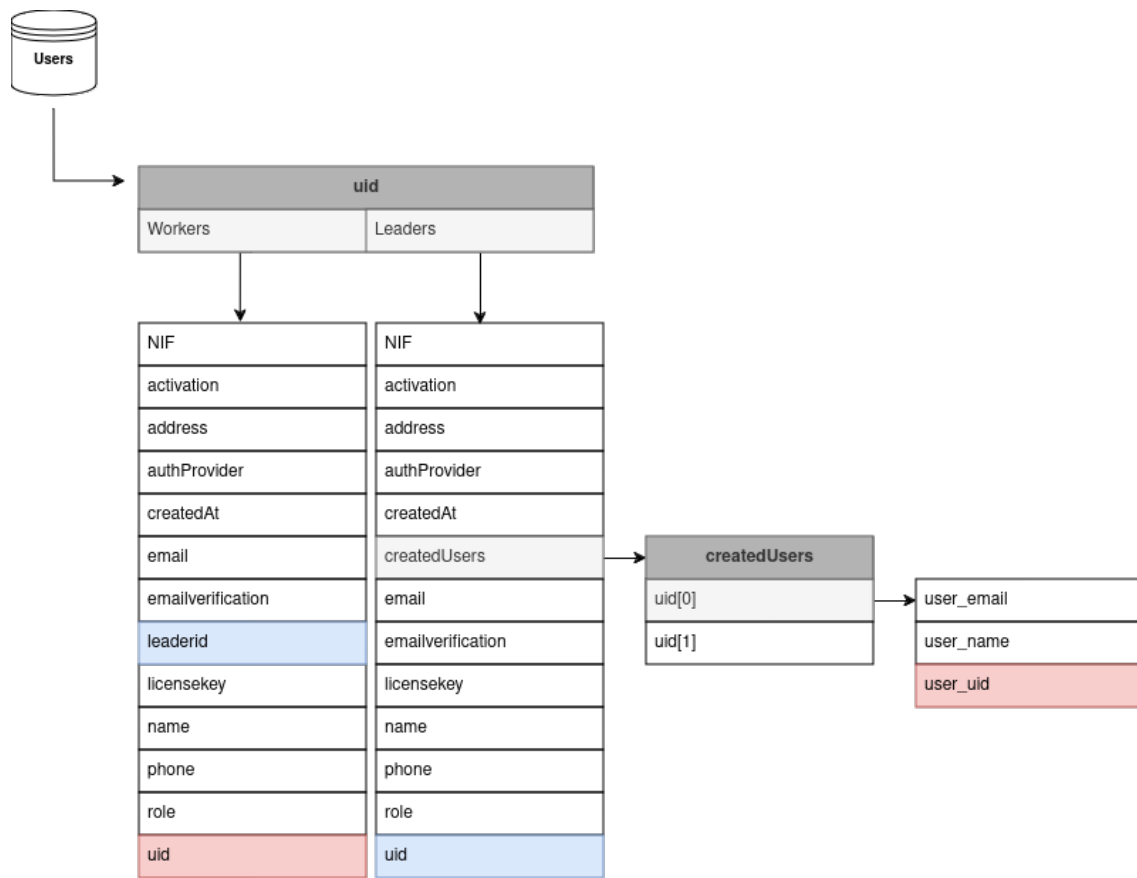 Users
uid
Workers
Leaders
NIF
activation
address
authProvider
createdAt
email
emailverification
leaderid
licensekey
name
phone
role
uid
NIF
activation
address
authProvider
createdAt
createdUsers
email
emailverification
licensekey
name
phone
role
uid
createdUsers
uid[0]
uid[1]
user_email
user_name
user_uid